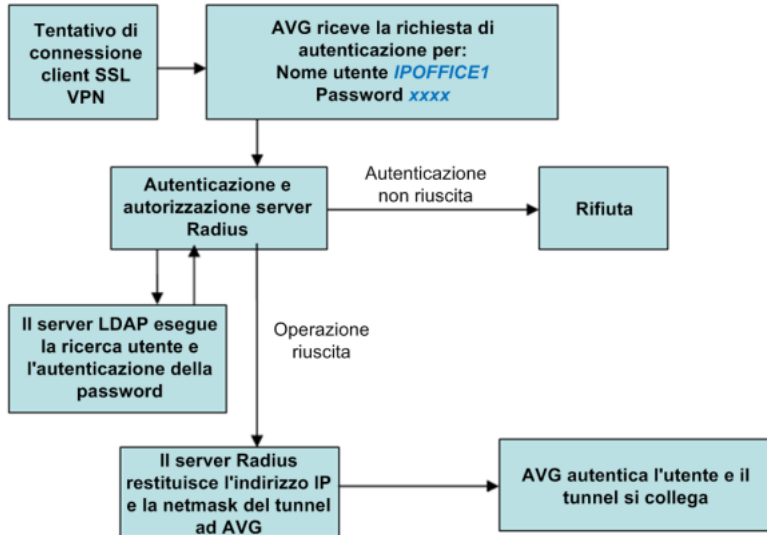 Tentativo di
connessione
client SSL
VPN
AVG riceve la richiesta di
autenticazione per:
Nome utente IPOFFICE1
Password xxxx
Autenticazione e
autorizzazione server
Radius
Autenticazione
non riuscita
Rifiuta
Il server LDAP esegue
la ricerca utente e
l'autenticazione della
password
Operazione
riuscita
Il server Radius
restituisce l'indirizzo IP
e la netmask del tunnel
ad AVG
AVG autentica l'utente e il
tunnel si collega